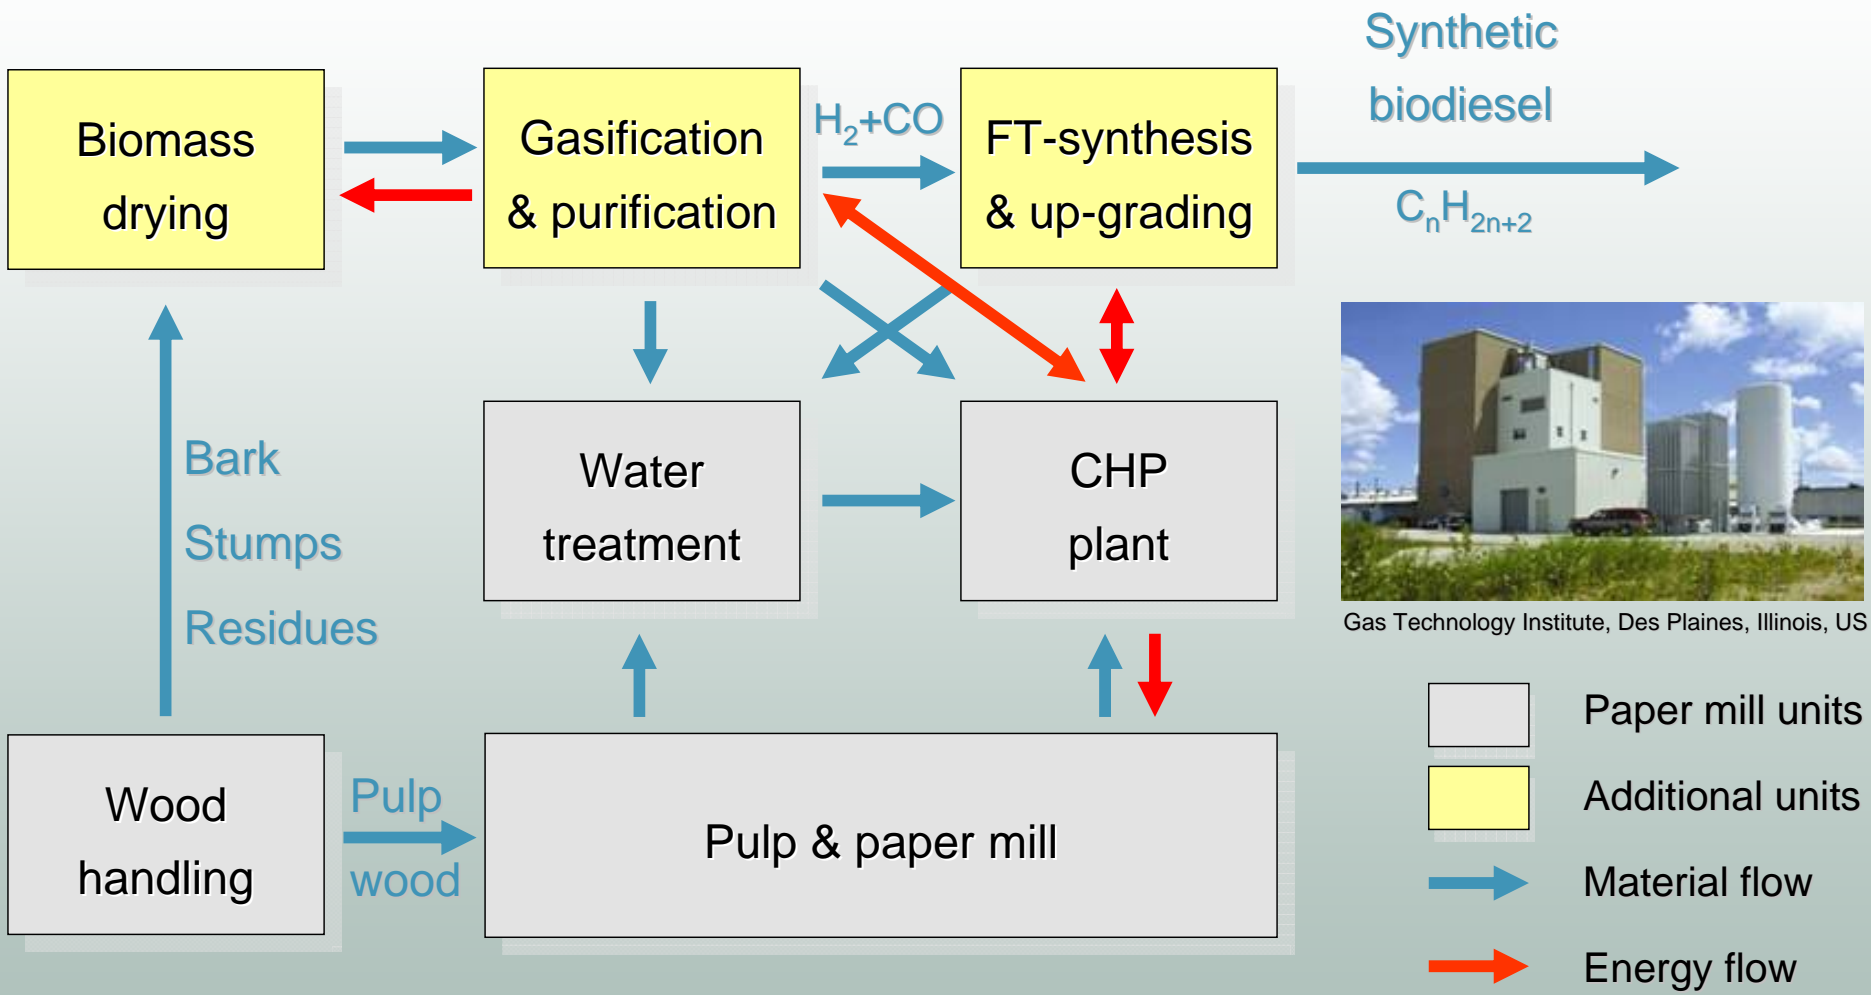 Synthetic
biodiesel
Biomass
drying
Gasification
& purification
H₂+CO
FT-synthesis
& up-grading
CₙH₂ₙ₊₂
Bark
Stumps
Residues
Water
treatment
CHP
plant
Gas Technology Institute, Des Plaines, Illinois, US
Wood
handling
Pulp
wood
Pulp & paper mill
Paper mill units
Additional units
Material flow
Energy flow